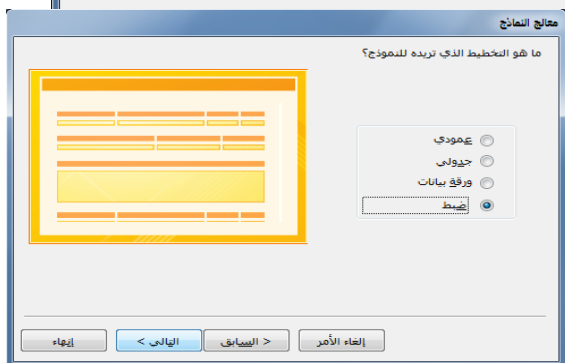 معالج النماذج
ما هو التخطيط الذي تريده للنموذج؟
عمودي
جدولي
ورقة بيانات
ضبط
إلغاء الأمر
< السابق
التالي >
إنهاء